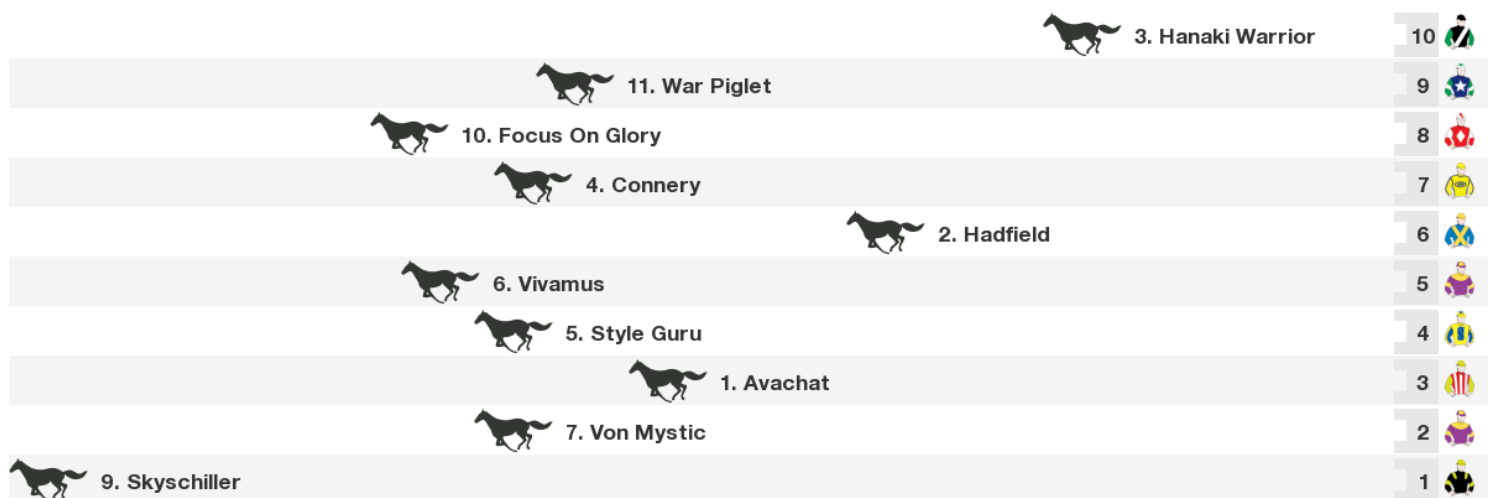 3. Hanaki Warrior 10
11. War Piglet 9
10. Focus On Glory 8
4. Connery 7
2. Hadfield 6
6. Vivamus 5
5. Style Guru 4
1. Avachat 3
7. Von Mystic 2
9. Skyschiller 1